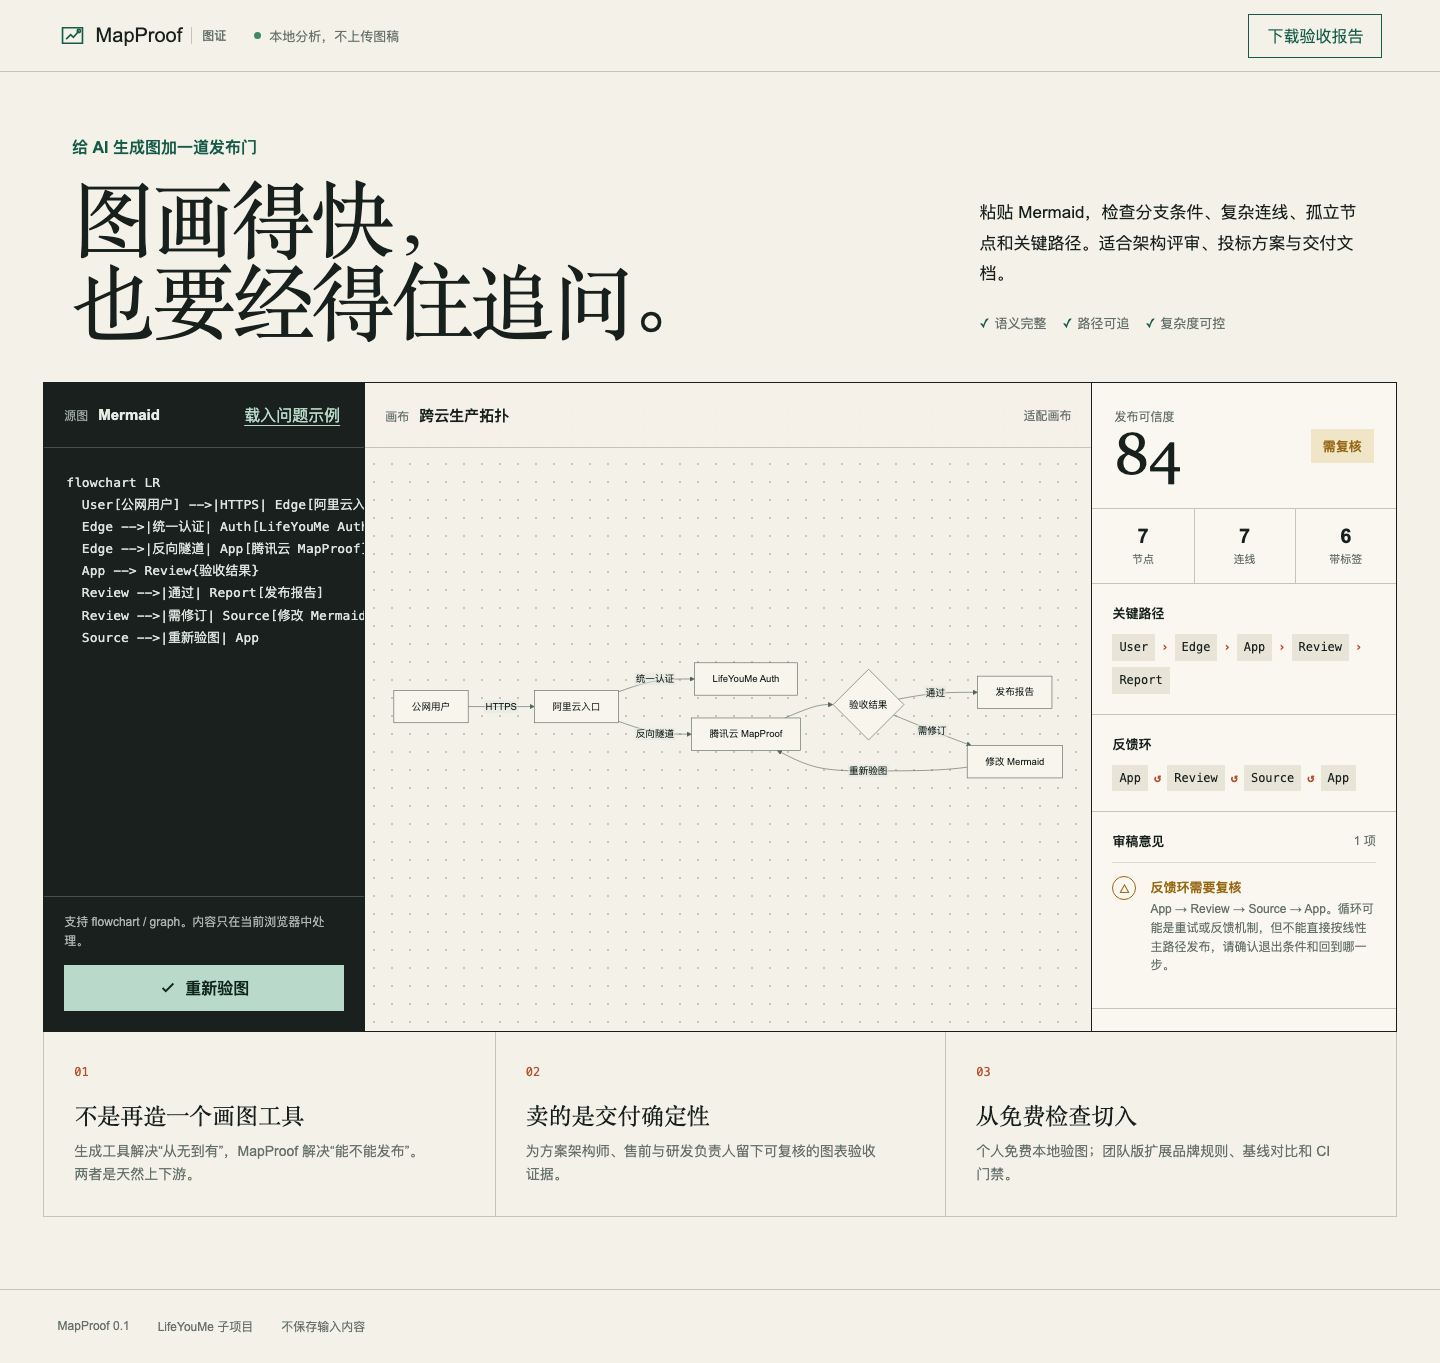 MapProof 图证 本地分析，不上传图稿 下载验收报告
给 AI 生成图加一道发布门
图画得快，
也要经得住追问。
粘贴 Mermaid，检查分支条件、复杂连线、孤立节
点和关键路径。适合架构评审、投标方案与交付文
档。
✓ 语义完整 ✓ 路径可追 ✓ 复杂度可控
源图 Mermaid 载入问题示例
flowchart LR
User[公网用户] -->|HTTPS| Edge[阿里云入
Edge -->|统一认证| Auth[LifeYouMe Auth
Edge -->|反向隧道| App[腾讯云 MapProof]
App --> Review{验收结果}
Review -->|通过| Report[发布报告]
Review -->|需修订| Source[修改 Mermaid
Source -->|重新验图| App
支持 flowchart / graph。内容只在当前浏览器中处
理。
✓ 重新验图
画布 跨云生产拓扑 适配画布
公网用户
HTTPS
阿里云入口
统一认证
LifeYouMe Auth
反向隧道
腾讯云 MapProof
验收结果
通过
发布报告
需修订
修改 Mermaid
重新验图
发布可信度
84
需复核
7 7 6
节点 连线 带标签
关键路径
User › Edge › App › Review ›
Report
反馈环
App ↺ Review ↺ Source ↺ App
审稿意见 1 项
反馈环需要复核
App → Review → Source → App。循环可
能是重试或反馈机制，但不能直接按线性
主路径发布，请确认退出条件和回到哪一
步。
01
不是再造一个画图工具
生成工具解决“从无到有”，MapProof 解决“能不能发布”。
两者是天然上下游。
02
卖的是交付确定性
为方案架构师、售前与研发负责人留下可复核的图表验收
证据。
03
从免费检查切入
个人免费本地验图；团队版扩展品牌规则、基线对比和 CI
门禁。
MapProof 0.1 LifeYouMe 子项目 不保存输入内容